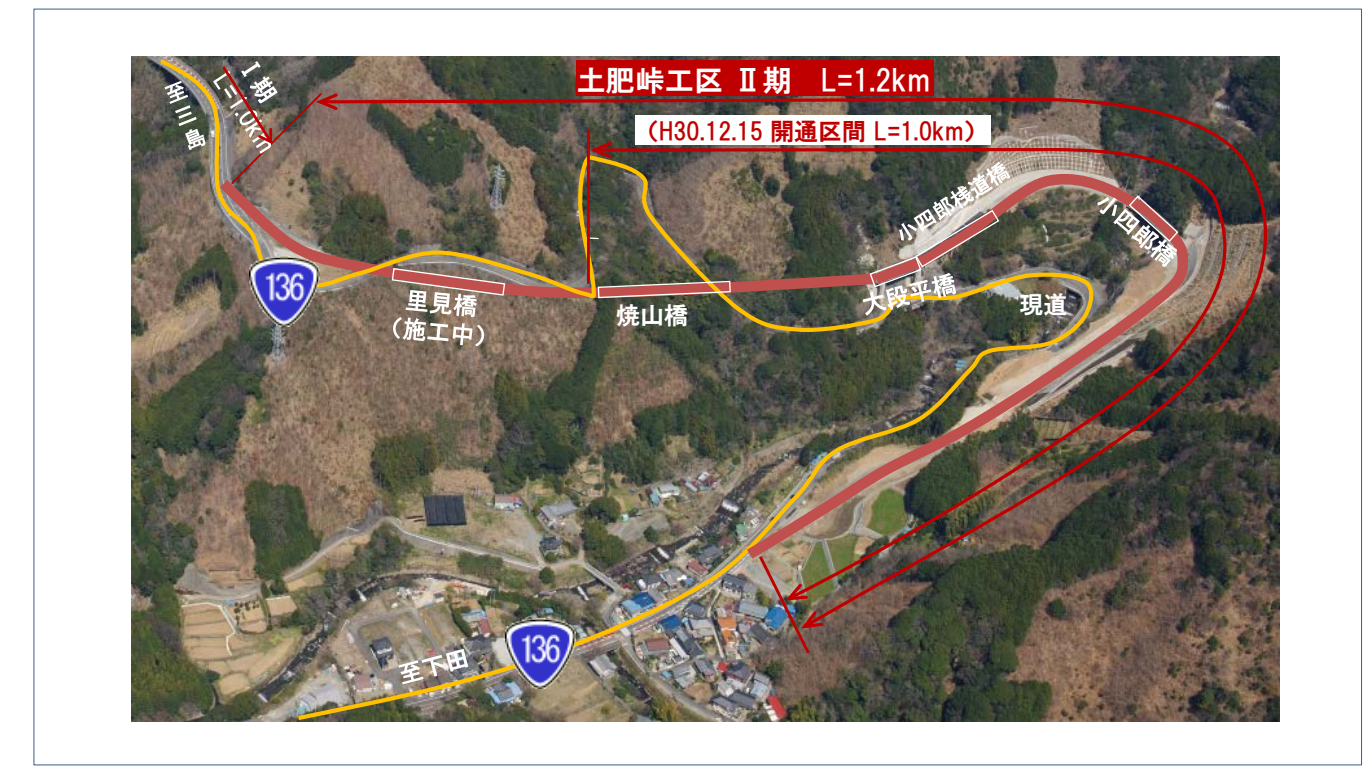 土肥峠工区 Ⅱ期 L=1.2km
(H30.12.15 開通区間 L=1.0km)
Ⅰ期
L=1.0km
至三島
小四郎桟道橋
小四郎橋
136
里見橋
(施工中)
焼山橋
大段平橋
現道
136
至下田